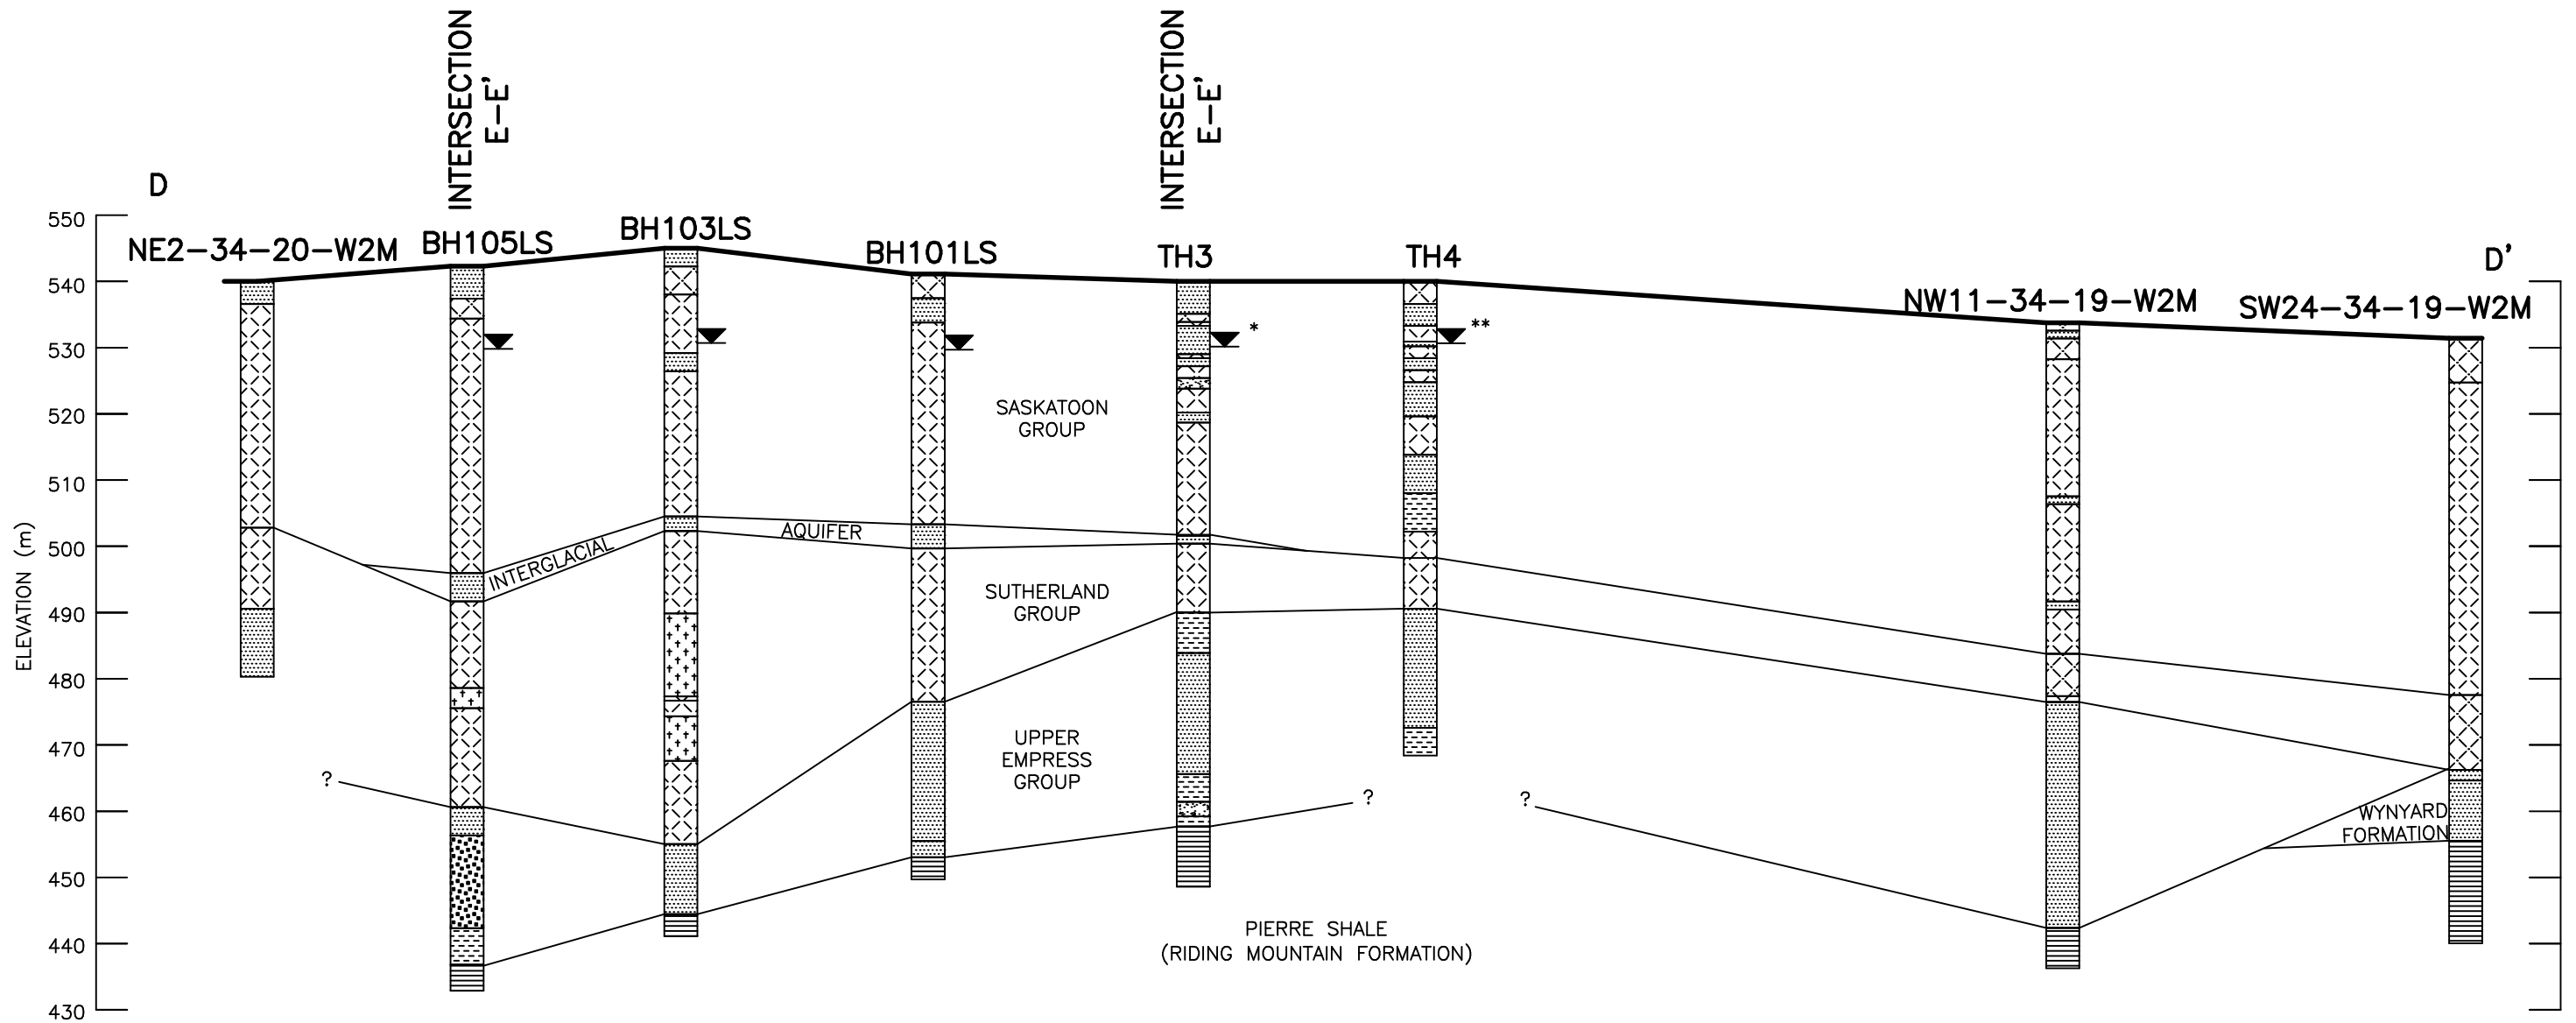 INTERSECTION
E-E'
INTERSECTION
E-E'
D
D'
NE2-34-20-W2M
BH105LS
BH103LS
BH101LS
TH3
TH4
NW11-34-19-W2M
SW24-34-19-W2M
*
**
550
540
530
520
510
500
490
480
470
460
450
440
430
ELEVATION (m)
SASKATOON
GROUP
INTERGLACIAL
AQUIFER
SUTHERLAND
GROUP
UPPER
EMPRESS
GROUP
?
?
?
WYNYARD
FORMATION
PIERRE SHALE
(RIDING MOUNTAIN FORMATION)